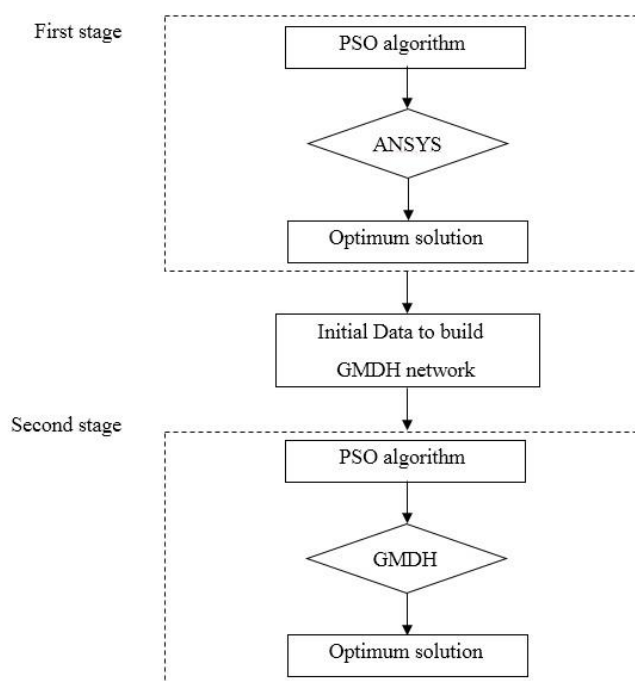 First stage
PSO algorithm
ANSYS
Optimum solution
Initial Data to build
GMDH network
Second stage
PSO algorithm
GMDH
Optimum solution